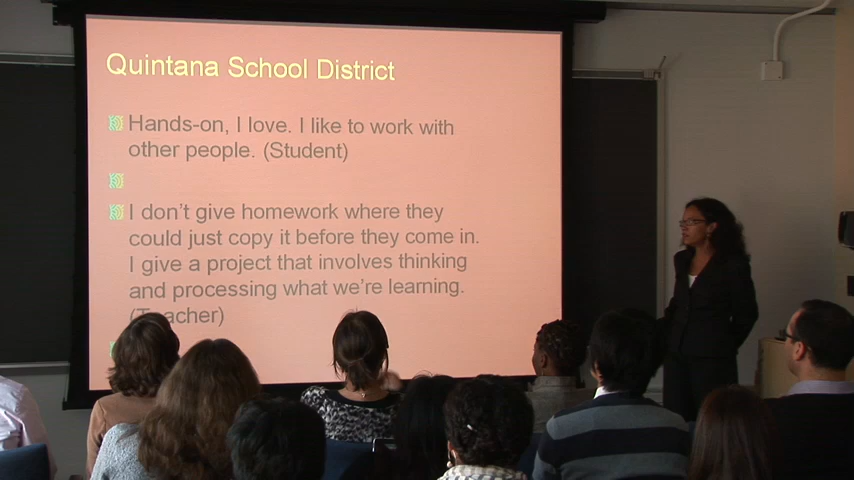 Quintana School District
Hands-on, I love. I like to work with
other people. (Student)
I don't give homework where they
could just copy it before they come in.
I give a project that involves thinking
and processing what we're learning.
(Teacher)